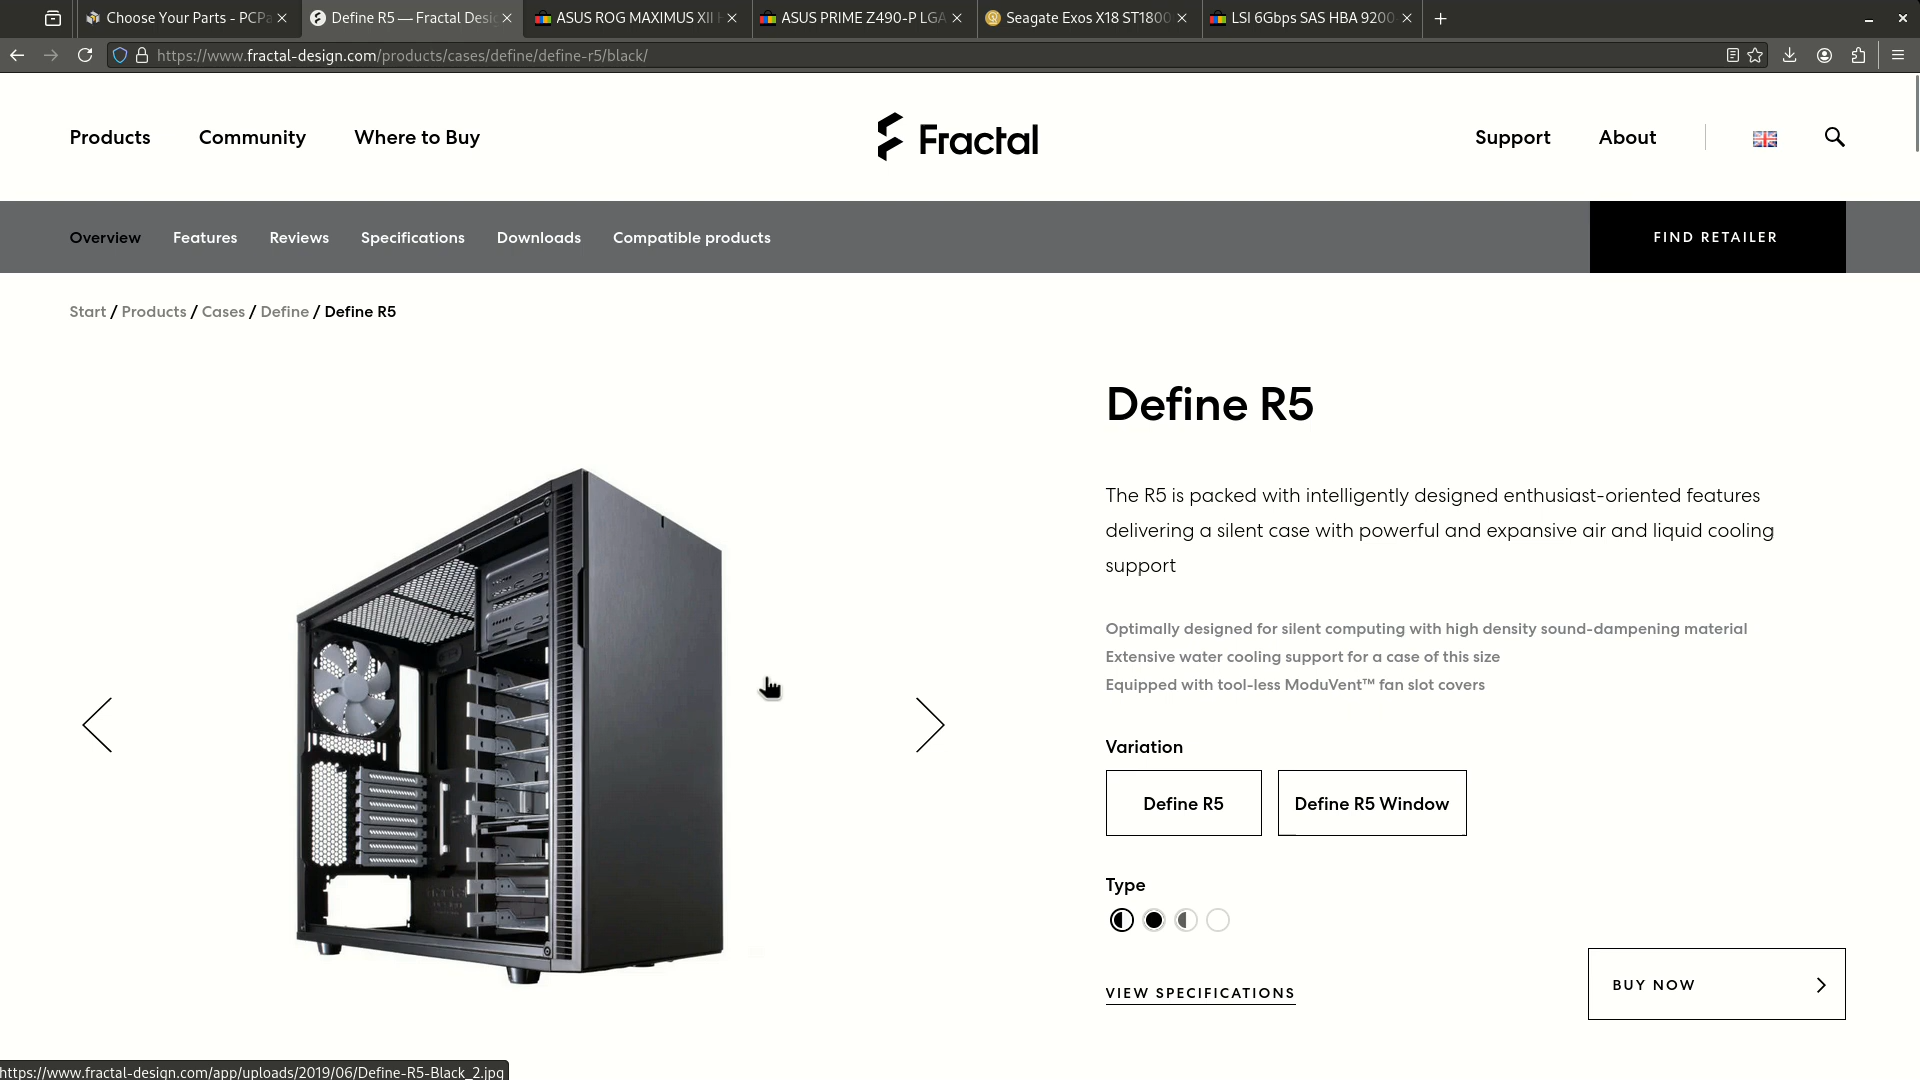 Choose Your Parts - PCPa
Define R5 — Fractal Desig
ASUS ROG MAXIMUS XII H
ASUS PRIME Z490-P LGA
Seagate Exos X18 ST1800
LSI 6Gbps SAS HBA 9200
https://www.fractal-design.com/products/cases/define/define-r5/black/
Products
Community
Where to Buy
Fractal
Support
About
Overview
Features
Reviews
Specifications
Downloads
Compatible products
FIND RETAILER
Start / Products / Cases / Define / Define R5
Define R5
The R5 is packed with intelligently designed enthusiast-oriented features
delivering a silent case with powerful and expansive air and liquid cooling
support
Optimally designed for silent computing with high density sound-dampening material
Extensive water cooling support for a case of this size
Equipped with tool-less ModuVent™ fan slot covers
Variation
Define R5
Define R5 Window
Type
VIEW SPECIFICATIONS
BUY NOW
https://www.fractal-design.com/app/uploads/2019/06/Define-R5-Black_2.jpg